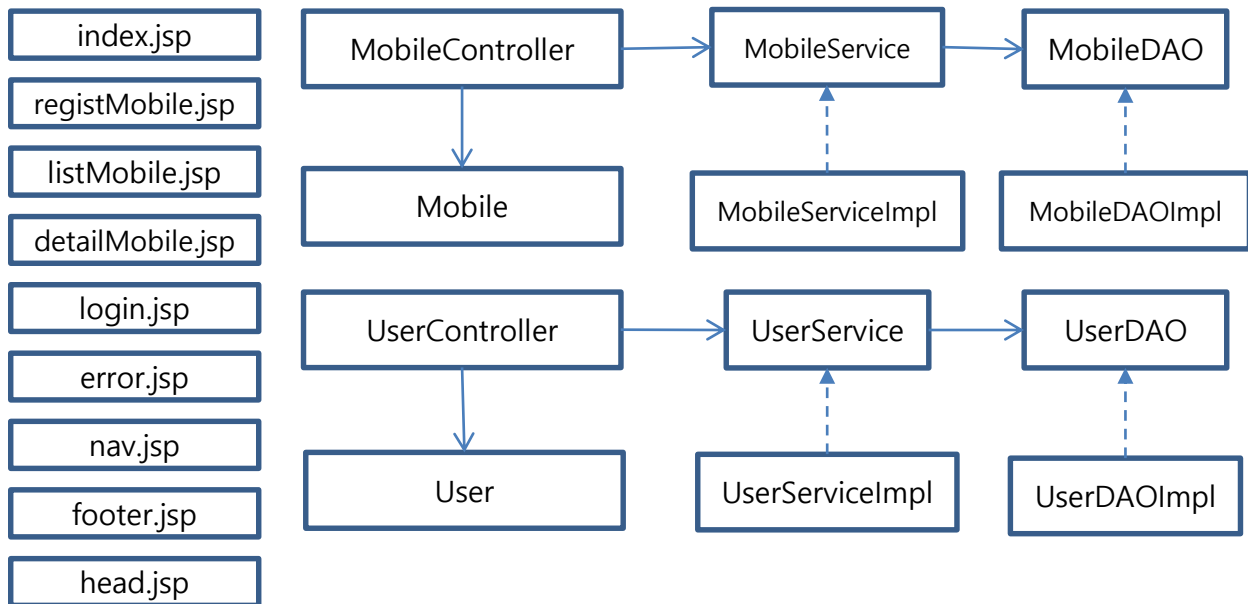 index.jsp
registMobile.jsp
listMobile.jsp
detailMobile.jsp
login.jsp
error.jsp
nav.jsp
footer.jsp
head.jsp
MobileController
MobileService
MobileDAO
Mobile
MobileServiceImpl
MobileDAOImpl
UserController
UserService
UserDAO
User
UserServiceImpl
UserDAOImpl